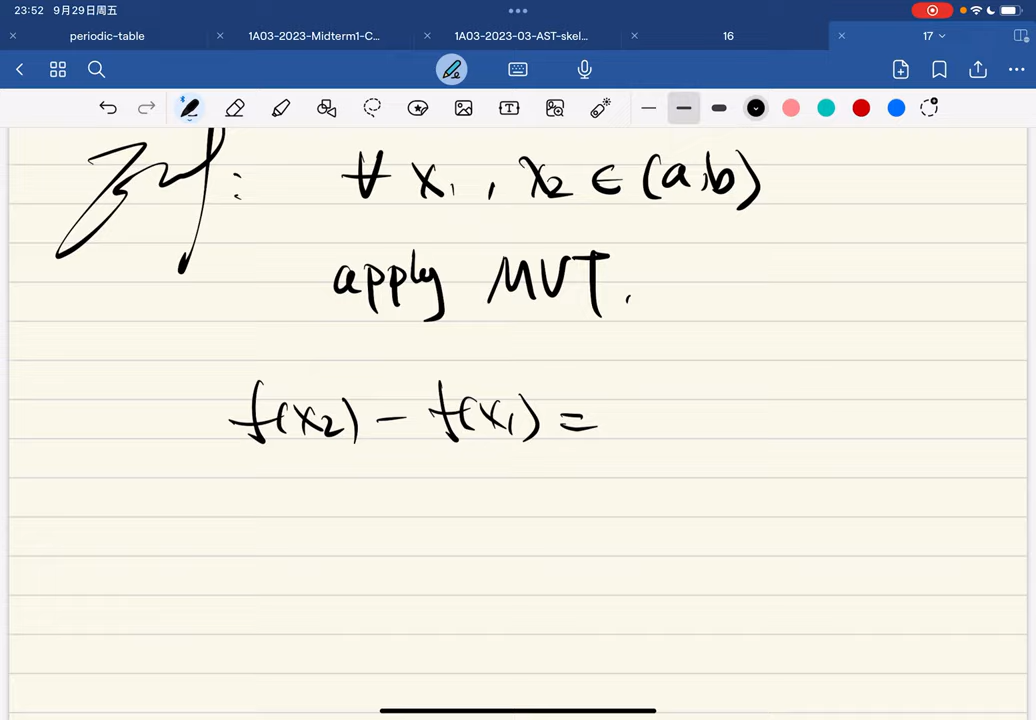 23:52 9月29日周五
periodic-table 1A03-2023-Midterm1-C... 1A03-2023-03-AST-skel... 16 17
Proof: ∀ x₁, x₂ ∈ (a,b)
apply MVT.
f(x₂) - f(x₁) =